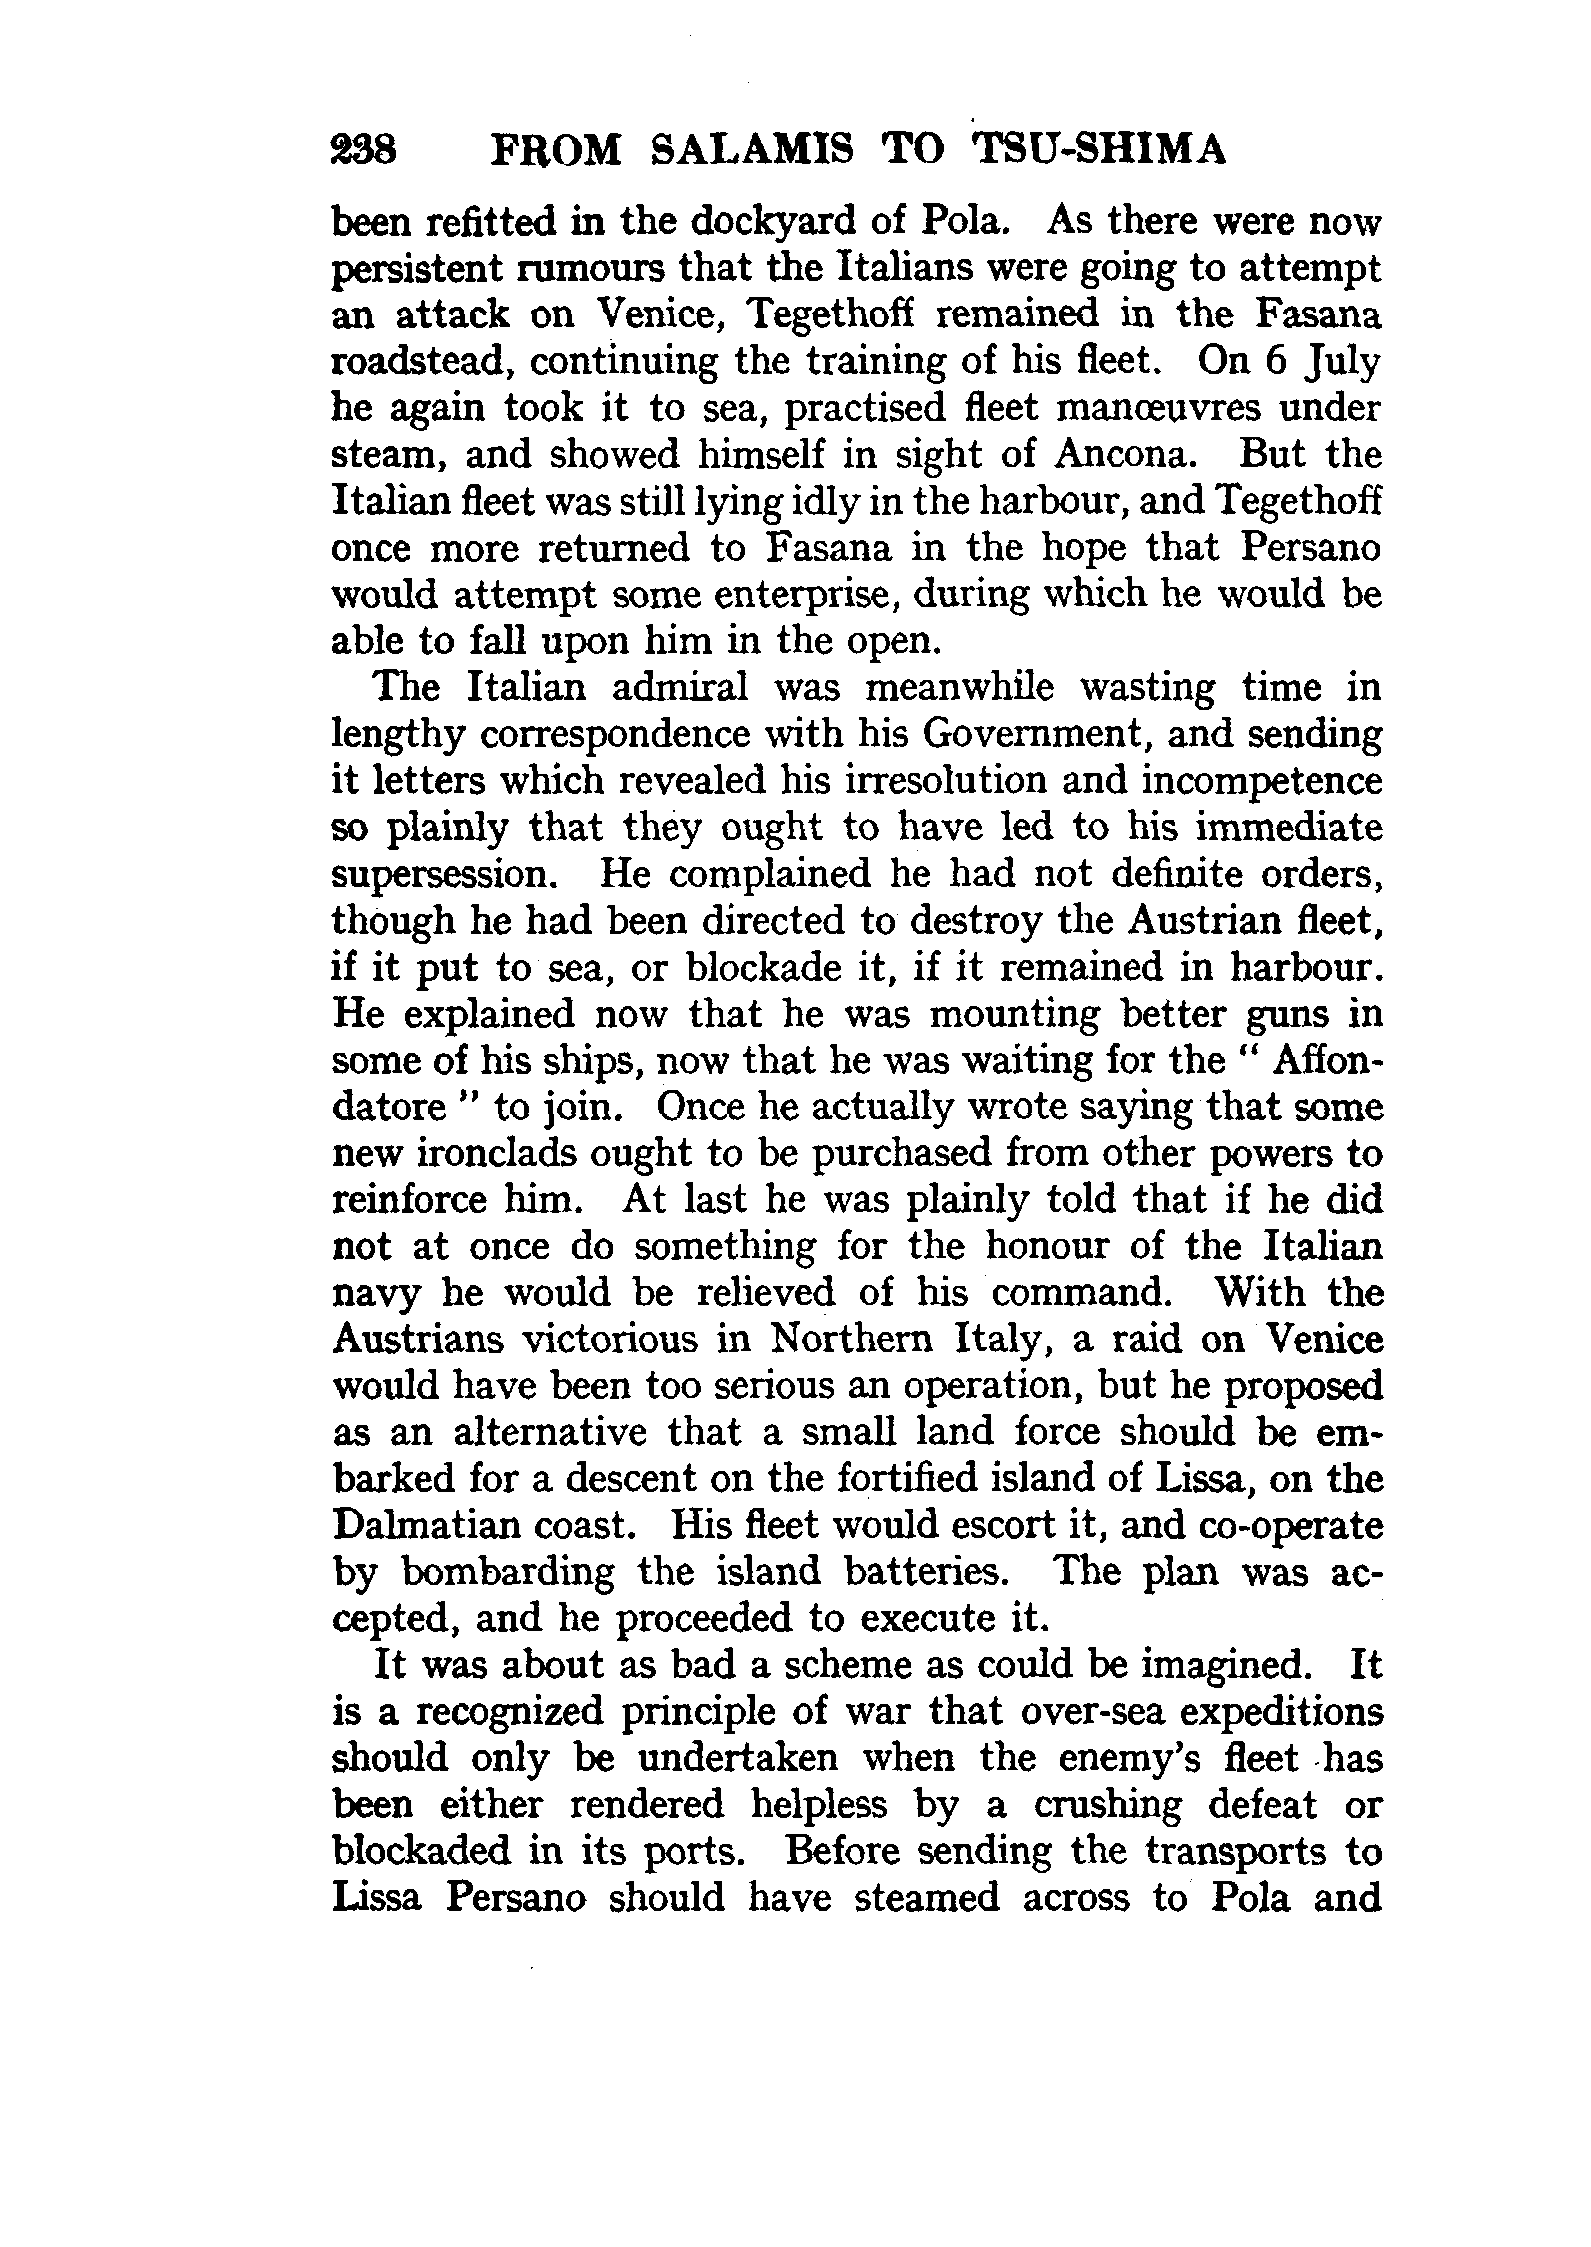 238 FROM SALAMIS TO TSU-SHIMA
been refitted in the dockyard of Pola. As there were now
persistent rumours that the Italians were going to attempt
an attack on Venice, Tegethoff remained in the Fasana
roadstead, continuing the training of his fleet. On 6 July
he again took it to sea, practised fleet manœuvres under
steam, and showed himself in sight of Ancona. But the
Italian fleet was still lying idly in the harbour, and Tegethoff
once more returned to Fasana in the hope that Persano
would attempt some enterprise, during which he would be
able to fall upon him in the open.
The Italian admiral was meanwhile wasting time in
lengthy correspondence with his Government, and sending
it letters which revealed his irresolution and incompetence
so plainly that they ought to have led to his immediate
supersession. He complained he had not definite orders,
though he had been directed to destroy the Austrian fleet,
if it put to sea, or blockade it, if it remained in harbour.
He explained now that he was mounting better guns in
some of his ships, now that he was waiting for the “ Affon-
datore ” to join. Once he actually wrote saying that some
new ironclads ought to be purchased from other powers to
reinforce him. At last he was plainly told that if he did
not at once do something for the honour of the Italian
navy he would be relieved of his command. With the
Austrians victorious in Northern Italy, a raid on Venice
would have been too serious an operation, but he proposed
as an alternative that a small land force should be em-
barked for a descent on the fortified island of Lissa, on the
Dalmatian coast. His fleet would escort it, and co-operate
by bombarding the island batteries. The plan was ac-
cepted, and he proceeded to execute it.
It was about as bad a scheme as could be imagined. It
is a recognized principle of war that over-sea expeditions
should only be undertaken when the enemy's fleet has
been either rendered helpless by a crushing defeat or
blockaded in its ports. Before sending the transports to
Lissa Persano should have steamed across to Pola and